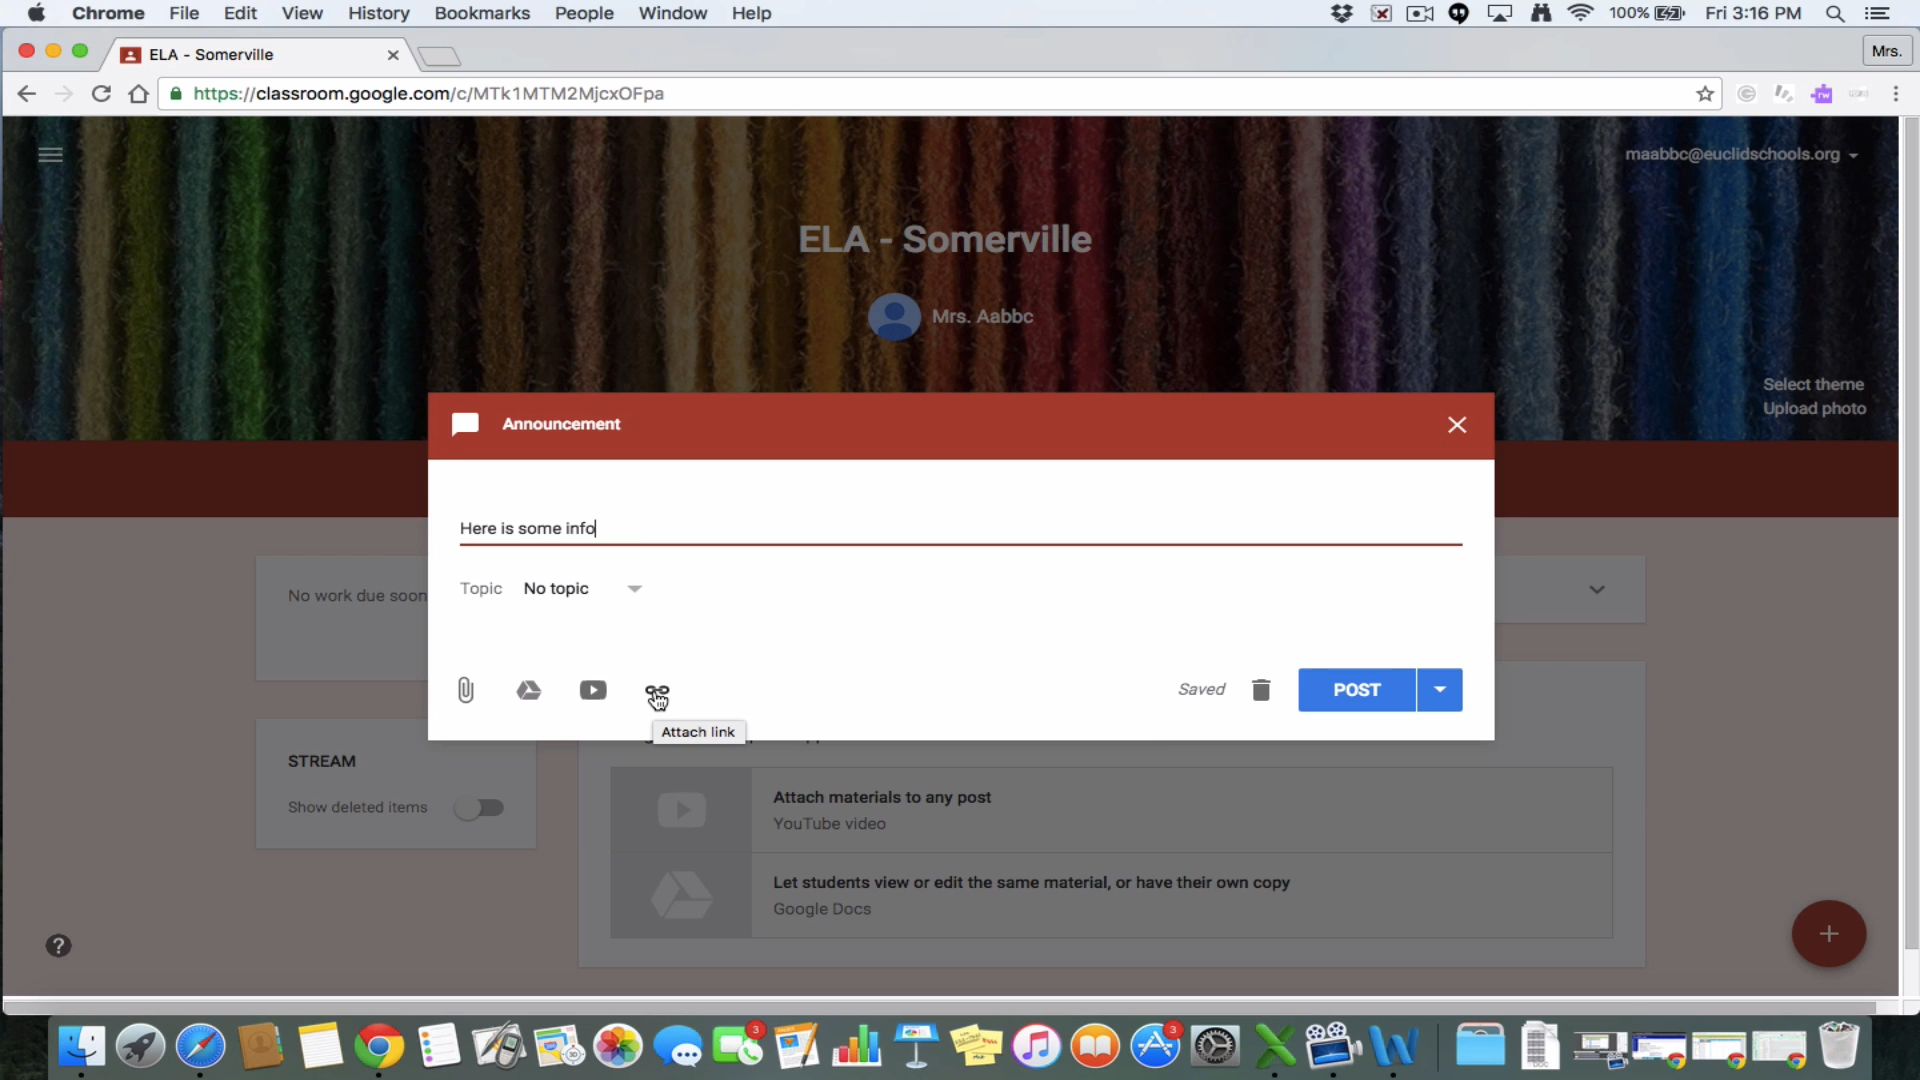 Chrome File Edit View History Bookmarks People Window Help 100% Fri 3:16 PM
ELA - Somerville
Mrs.
https://classroom.google.com/c/MTk1MTM2MjcxOFpa
maabbc@euclidschools.org
ELA - Somerville
Mrs. Aabbc
Select theme
Upload photo
Announcement
Here is some info
Topic No topic
No work due soon
Saved
POST
Attach link
STREAM
Show deleted items
Attach materials to any post
YouTube video
Let students view or edit the same material, or have their own copy
Google Docs
3
3